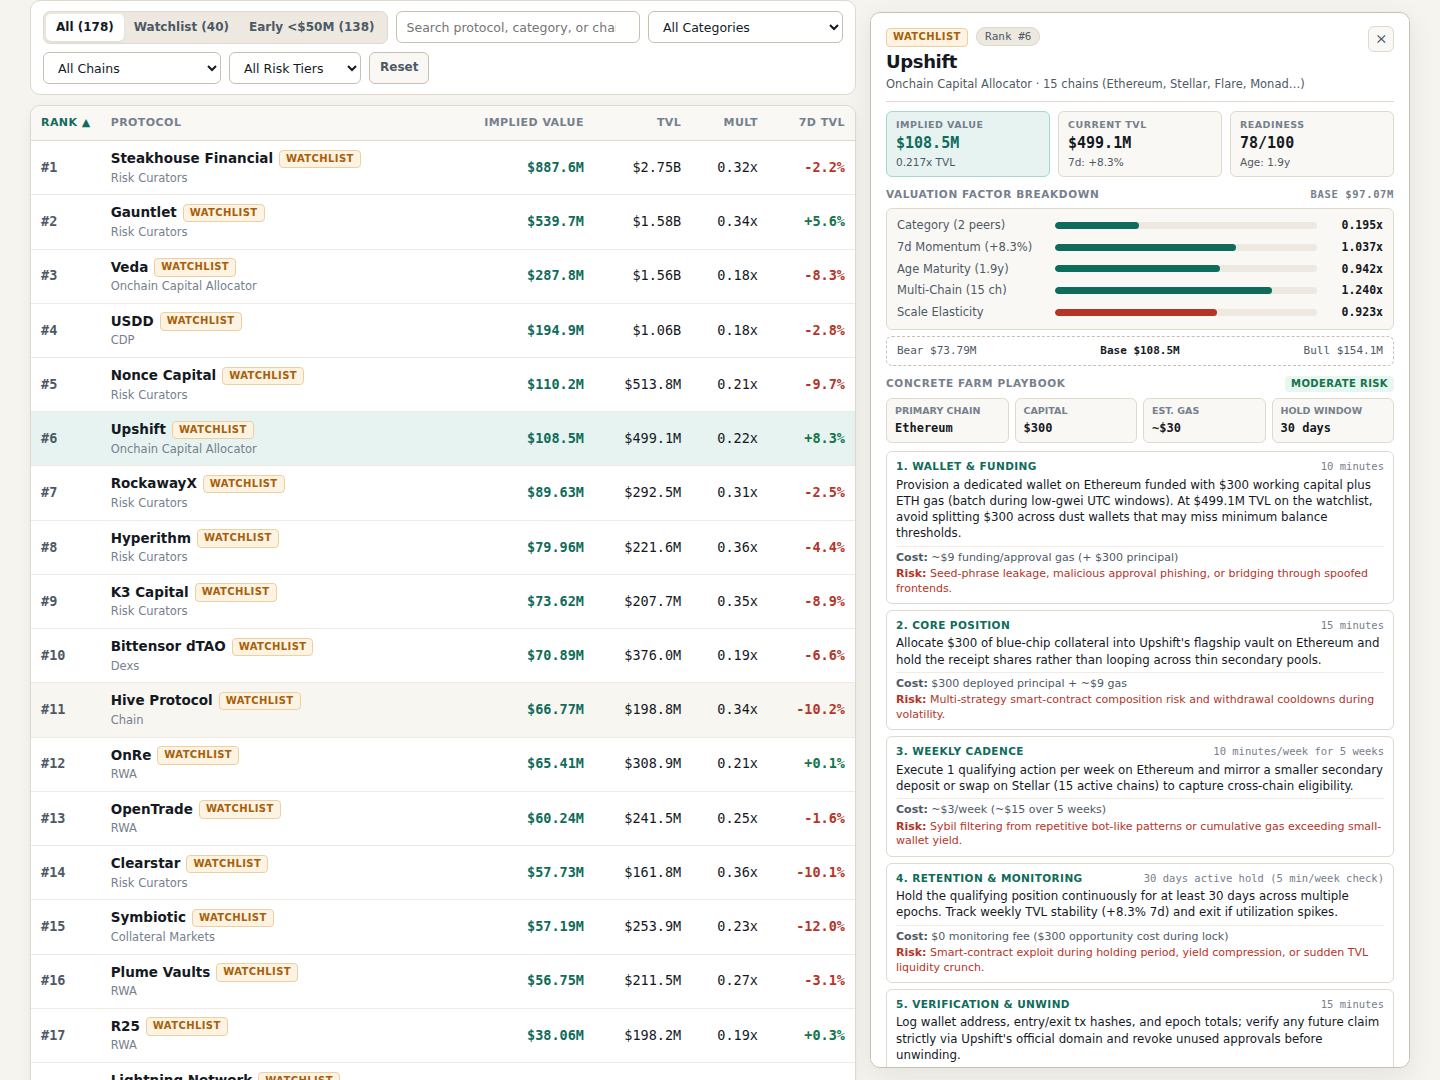 All (178) Watchlist (40) Early <$50M (138) Search protocol, category, or chai All Categories
All Chains All Risk Tiers Reset
RANK ▲ PROTOCOL IMPLIED VALUE TVL MULT 7D TVL
#1 Steakhouse Financial WATCHLIST $887.6M $2.75B 0.32x -2.2%
Risk Curators
#2 Gauntlet WATCHLIST $539.7M $1.58B 0.34x +5.6%
Risk Curators
#3 Veda WATCHLIST $287.8M $1.56B 0.18x -8.3%
Onchain Capital Allocator
#4 USDD WATCHLIST $194.9M $1.06B 0.18x -2.8%
CDP
#5 Nonce Capital WATCHLIST $110.2M $513.8M 0.21x -9.7%
Risk Curators
#6 Upshift WATCHLIST $108.5M $499.1M 0.22x +8.3%
Onchain Capital Allocator
#7 RockawayX WATCHLIST $89.63M $292.5M 0.31x -2.5%
Risk Curators
#8 Hyperithm WATCHLIST $79.96M $221.6M 0.36x -4.4%
Risk Curators
#9 K3 Capital WATCHLIST $73.62M $207.7M 0.35x -8.9%
Risk Curators
#10 Bittensor dTAO WATCHLIST $70.89M $376.0M 0.19x -6.6%
Dexs
#11 Hive Protocol WATCHLIST $66.77M $198.8M 0.34x -10.2%
Chain
#12 OnRe WATCHLIST $65.41M $308.9M 0.21x +0.1%
RWA
#13 OpenTrade WATCHLIST $60.24M $241.5M 0.25x -1.6%
RWA
#14 Clearstar WATCHLIST $57.73M $161.8M 0.36x -10.1%
Risk Curators
#15 Symbiotic WATCHLIST $57.19M $253.9M 0.23x -12.0%
Collateral Markets
#16 Plume Vaults WATCHLIST $56.75M $211.5M 0.27x -3.1%
RWA
#17 R25 WATCHLIST $38.06M $198.2M 0.19x +0.3%
RWA
Lightning Network WATCHLIST
WATCHLIST Rank #6 ×
Upshift
Onchain Capital Allocator · 15 chains (Ethereum, Stellar, Flare, Monad...)
IMPLIED VALUE CURRENT TVL READINESS
$108.5M $499.1M 78/100
0.217x TVL 7d: +8.3% Age: 1.9y
VALUATION FACTOR BREAKDOWN BASE $97.07M
Category (2 peers) 0.195x
7d Momentum (+8.3%) 1.037x
Age Maturity (1.9y) 0.942x
Multi-Chain (15 ch) 1.240x
Scale Elasticity 0.923x
Bear $73.79M Base $108.5M Bull $154.1M
CONCRETE FARM PLAYBOOK MODERATE RISK
PRIMARY CHAIN CAPITAL EST. GAS HOLD WINDOW
Ethereum $300 ~$30 30 days
1. WALLET & FUNDING 10 minutes
Provision a dedicated wallet on Ethereum funded with $300 working capital plus
ETH gas (batch during low-gwei UTC windows). At $499.1M TVL on the watchlist,
avoid splitting $300 across dust wallets that may miss minimum balance
thresholds.
Cost: ~$9 funding/approval gas (+ $300 principal)
Risk: Seed-phrase leakage, malicious approval phishing, or bridging through spoofed
frontends.
2. CORE POSITION 15 minutes
Allocate $300 of blue-chip collateral into Upshift's flagship vault on Ethereum and
hold the receipt shares rather than looping across thin secondary pools.
Cost: $300 deployed principal + ~$9 gas
Risk: Multi-strategy smart-contract composition risk and withdrawal cooldowns during
volatility.
3. WEEKLY CADENCE 10 minutes/week for 5 weeks
Execute 1 qualifying action per week on Ethereum and mirror a smaller secondary
deposit or swap on Stellar (15 active chains) to capture cross-chain eligibility.
Cost: ~$3/week (~$15 over 5 weeks)
Risk: Sybil filtering from repetitive bot-like patterns or cumulative gas exceeding small-
wallet yield.
4. RETENTION & MONITORING 30 days active hold (5 min/week check)
Hold the qualifying position continuously for at least 30 days across multiple
epochs. Track weekly TVL stability (+8.3% 7d) and exit if utilization spikes.
Cost: $0 monitoring fee ($300 opportunity cost during lock)
Risk: Smart-contract exploit during holding period, yield compression, or sudden TVL
liquidity crunch.
5. VERIFICATION & UNWIND 15 minutes
Log wallet address, entry/exit tx hashes, and epoch totals; verify any future claim
strictly via Upshift's official domain and revoke unused approvals before
unwinding.